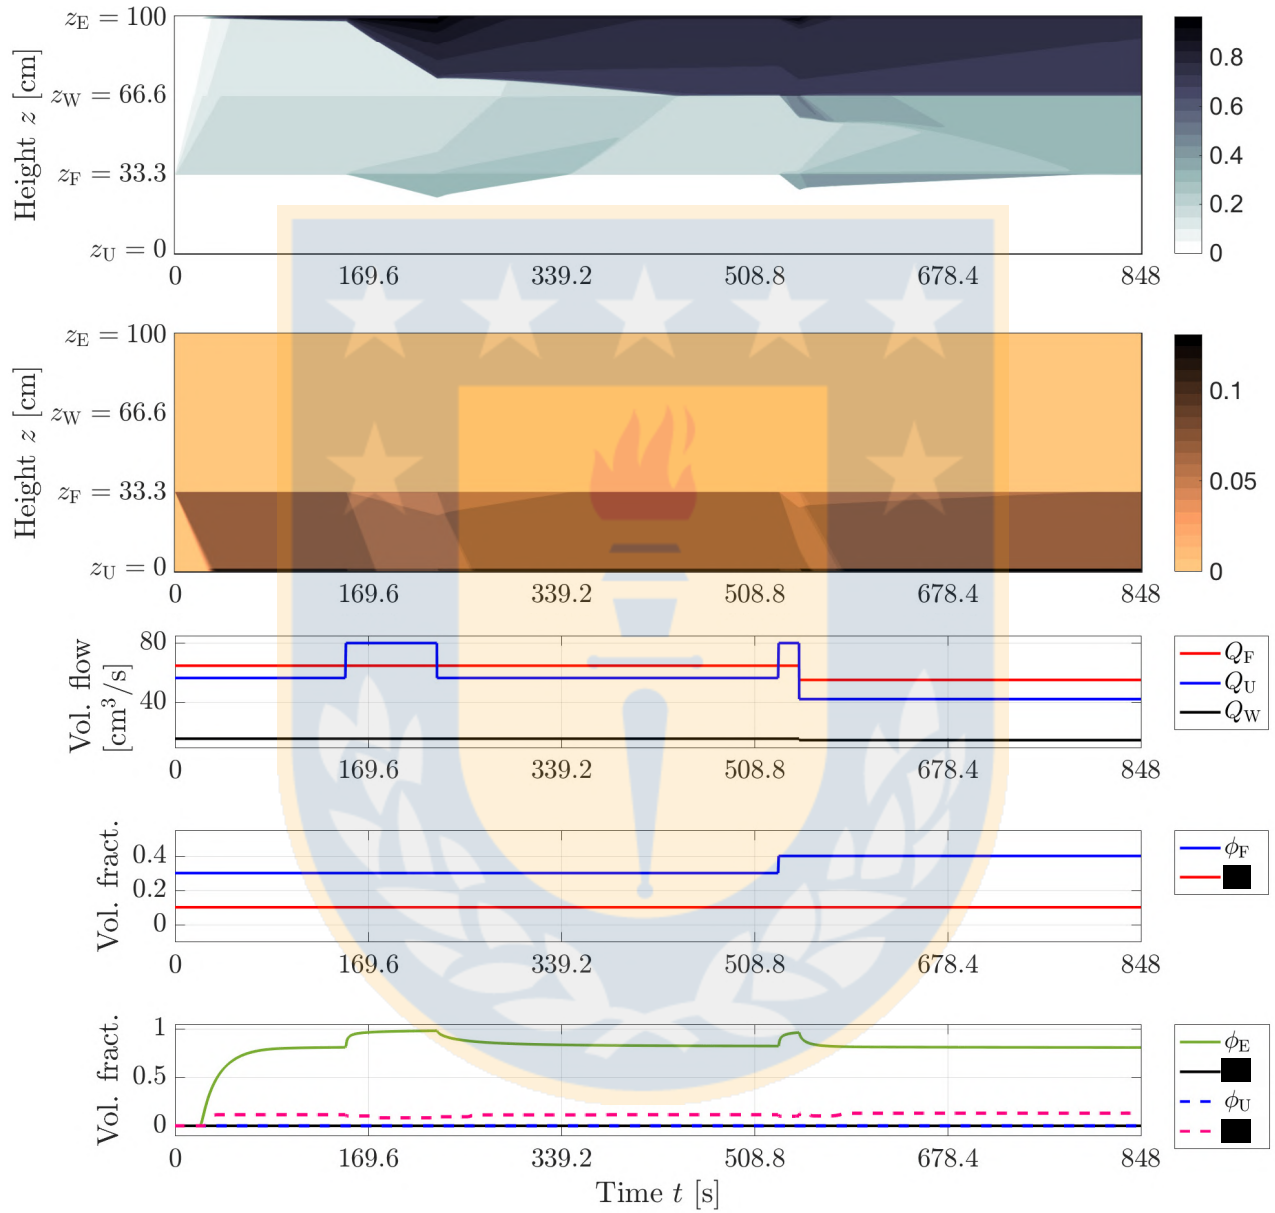 z_E = 100
z_W = 66.6
z_F = 33.3
z_U = 0
Height z [cm]
0 169.6 339.2 508.8 678.4 848
0.8
0.6
0.4
0.2
0
z_E = 100
z_W = 66.6
z_F = 33.3
z_U = 0
Height z [cm]
0 169.6 339.2 508.8 678.4 848
0.1
0.05
0
Vol. flow
[cm³/s]
80
40
0 169.6 339.2 508.8 678.4 848
Q_F
Q_U
Q_W
Vol. fract.
0.4
0.2
0
0 169.6 339.2 508.8 678.4 848
ϕ_F
Vol. fract.
1
0.5
0
0 169.6 339.2 508.8 678.4 848
ϕ_E
ϕ_U
Time t [s]